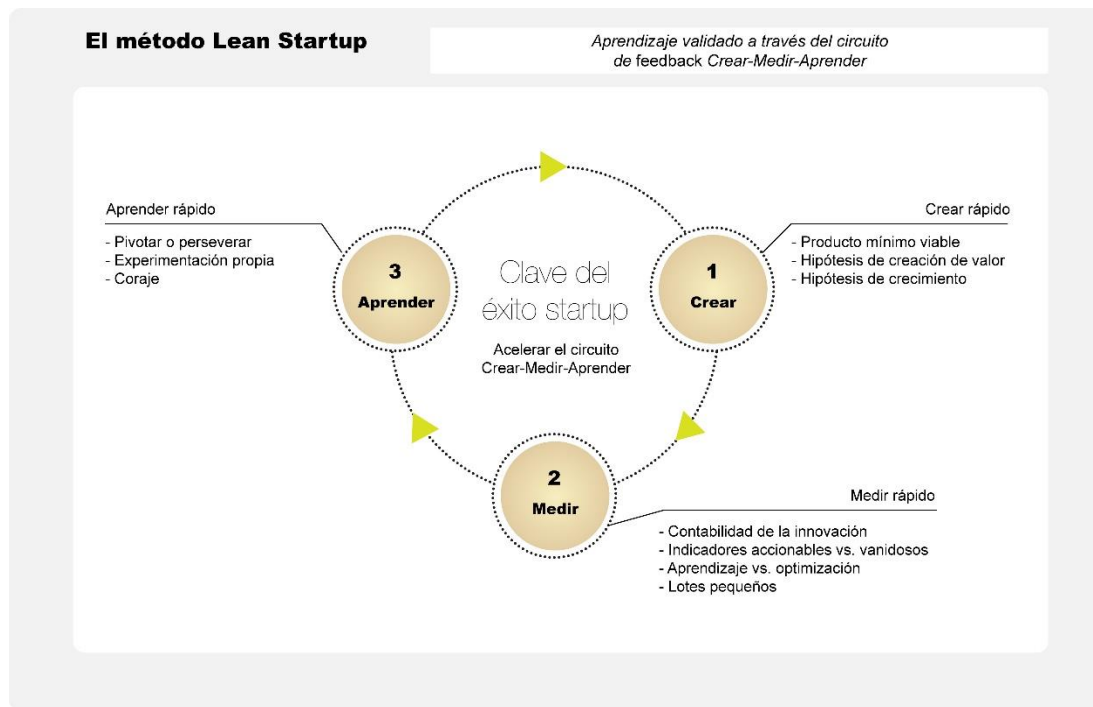 El método Lean Startup
Aprendizaje validado a través del circuito
de feedback Crear-Medir-Aprender
Aprender rápido
- Pivotar o perseverar
- Experimentación propia
- Coraje
3
Aprender
Clave del
éxito startup
Acelerar el circuito
Crear-Medir-Aprender
1
Crear
Crear rápido
- Producto mínimo viable
- Hipótesis de creación de valor
- Hipótesis de crecimiento
2
Medir
Medir rápido
- Contabilidad de la innovación
- Indicadores accionables vs. vanidosos
- Aprendizaje vs. optimización
- Lotes pequeños